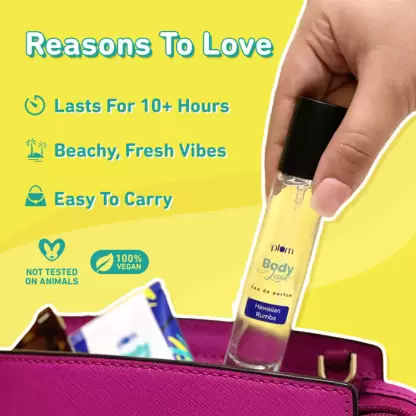 Reasons To Love
Lasts For 10+ Hours
Beachy, Fresh Vibes
Easy To Carry
NOT TESTED
ON ANIMALS
100%
VEGAN
plum
Body
Lovin'
Eau de parfum
Hawaiian
Rumba